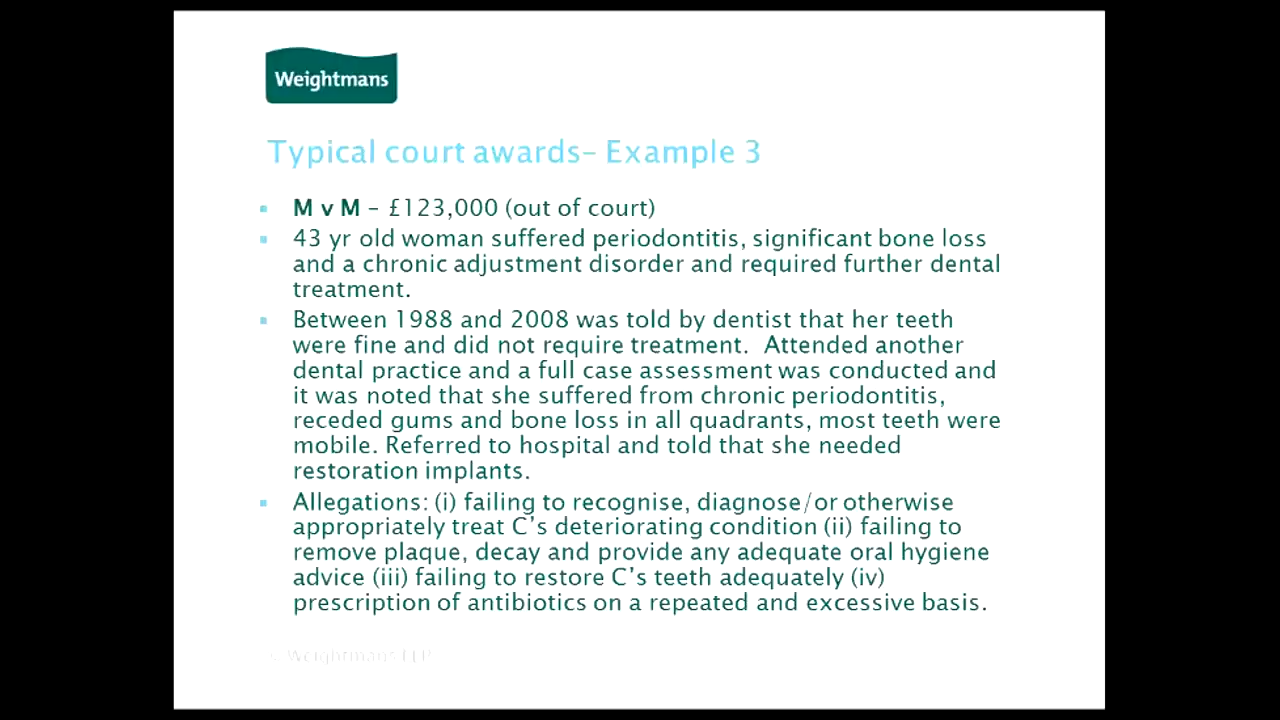 Weightmans
Typical court awards– Example 3
M v M – £123,000 (out of court)
43 yr old woman suffered periodontitis, significant bone loss
and a chronic adjustment disorder and required further dental
treatment.
Between 1988 and 2008 was told by dentist that her teeth
were fine and did not require treatment.  Attended another
dental practice and a full case assessment was conducted and
it was noted that she suffered from chronic periodontitis,
receded gums and bone loss in all quadrants, most teeth were
mobile. Referred to hospital and told that she needed
restoration implants.
Allegations: (i) failing to recognise, diagnose/or otherwise
appropriately treat C’s deteriorating condition (ii) failing to
remove plaque, decay and provide any adequate oral hygiene
advice (iii) failing to restore C’s teeth adequately (iv)
prescription of antibiotics on a repeated and excessive basis.
Weightmans LLP